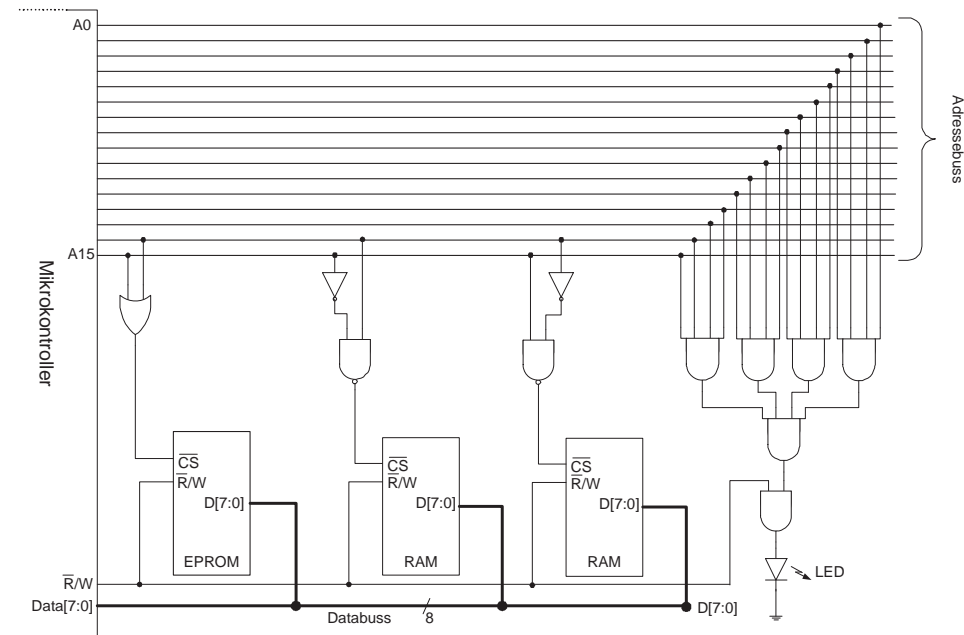 A0
Adressebuss
A15
Mikrokontroller
CS
R/W
D[7:0]
EPROM
CS
R/W
D[7:0]
RAM
CS
R/W
D[7:0]
RAM
LED
R/W
Data[7:0]
Databuss
8
D[7:0]